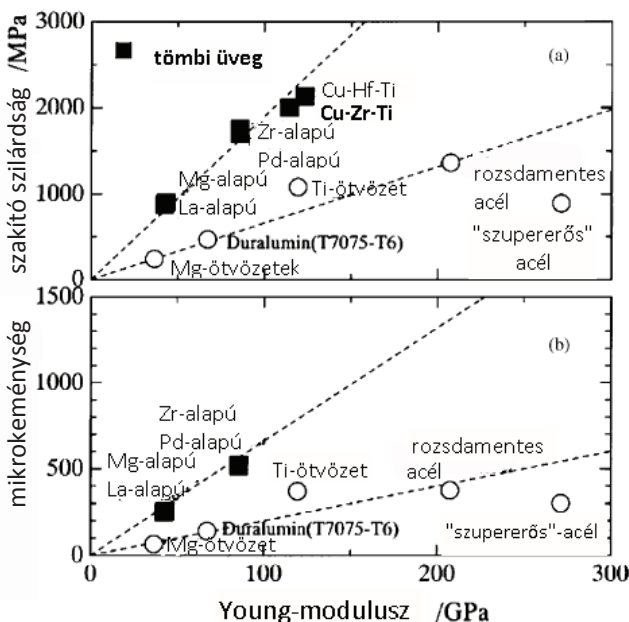 szakító szilárdság /MPa
3000
2000
1000
0
tömbi üveg
(a)
Cu-Hf-Ti
Cu-Zr-Ti
Zr-alapú
Pd-alapú
Mg-alapú
La-alapú
Ti-ötvözet
rozsdamentes
acél
"szupererős"
acél
Duralumin(T7075-T6)
Mg-ötvözetek
mikrokeménység
1500
1000
500
0
(b)
Zr-alapú
Pd-alapú
Mg-alapú
La-alapú
Ti-ötvözet
rozsdamentes
acél
Duralumin(T7075-T6)
"szupererős"-acél
Mg-ötvözet
0 100 200 300
Young-modulusz /GPa